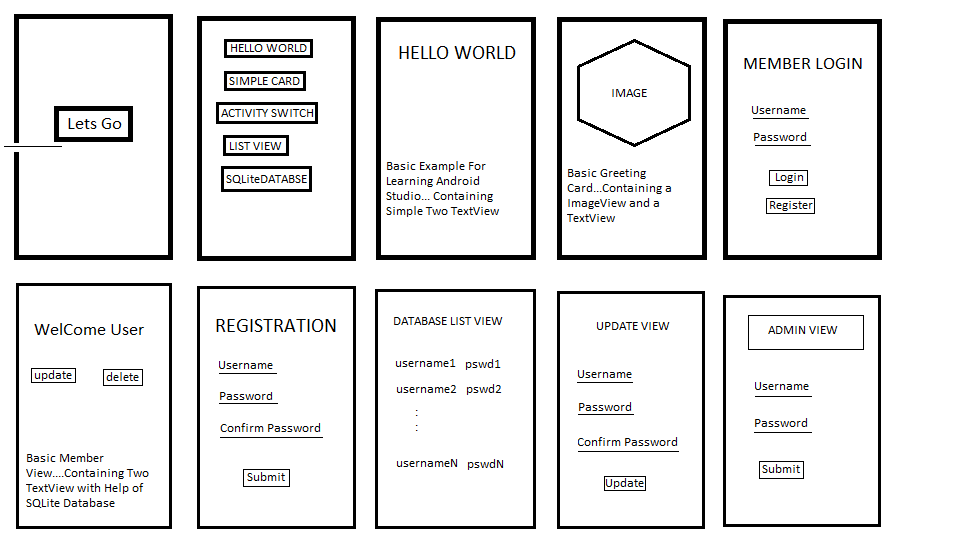 Lets Go
HELLO WORLD
SIMPLE CARD
ACTIVITY SWITCH
LIST VIEW
SQLiteDATABSE
HELLO WORLD
Basic Example For
Learning Android
Studio... Containing
Simple Two TextView
IMAGE
Basic Greeting
Card...Containing a
ImageView and a
TextView
MEMBER LOGIN
Username
Password
Login
Register
WelCome User
update
delete
Basic Member
View....Containing Two
TextView with Help of
SQLite Database
REGISTRATION
Username
Password
Confirm Password
Submit
DATABASE LIST VIEW
username1 pswd1
username2 pswd2
:
:
usernameN pswdN
UPDATE VIEW
Username
Password
Confirm Password
Update
ADMIN VIEW
Username
Password
Submit